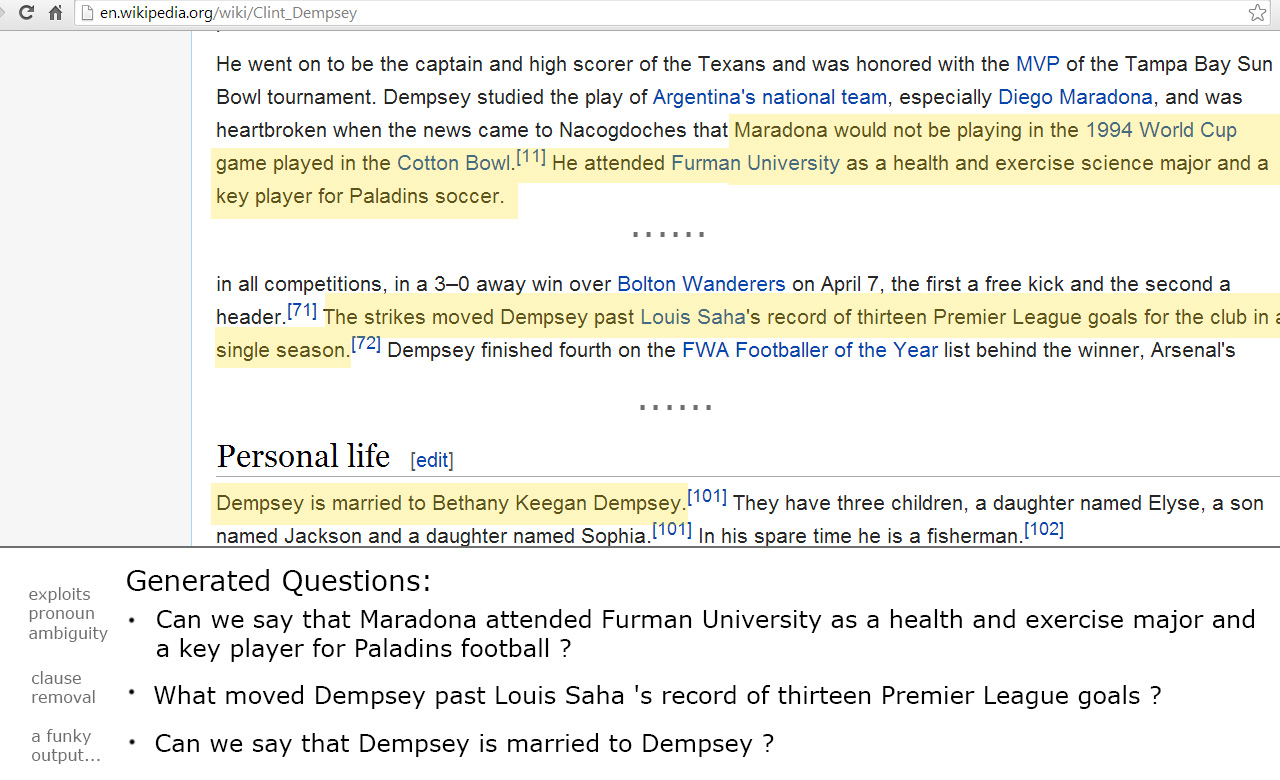 en.wikipedia.org/wiki/Clint_Dempsey
He went on to be the captain and high scorer of the Texans and was honored with the MVP of the Tampa Bay Sun
Bowl tournament. Dempsey studied the play of Argentina's national team, especially Diego Maradona, and was
heartbroken when the news came to Nacogdoches that Maradona would not be playing in the 1994 World Cup
game played in the Cotton Bowl.[11] He attended Furman University as a health and exercise science major and a
key player for Paladins soccer.
......
in all competitions, in a 3–0 away win over Bolton Wanderers on April 7, the first a free kick and the second a
header.[71] The strikes moved Dempsey past Louis Saha's record of thirteen Premier League goals for the club in a
single season.[72] Dempsey finished fourth on the FWA Footballer of the Year list behind the winner, Arsenal's
......
Personal life [edit]
Dempsey is married to Bethany Keegan Dempsey.[101] They have three children, a daughter named Elyse, a son
named Jackson and a daughter named Sophia.[101] In his spare time he is a fisherman.[102]
Generated Questions:
exploits
pronoun
ambiguity
• Can we say that Maradona attended Furman University as a health and exercise major and
a key player for Paladins football ?
clause
removal
• What moved Dempsey past Louis Saha 's record of thirteen Premier League goals ?
a funky
output...
• Can we say that Dempsey is married to Dempsey ?